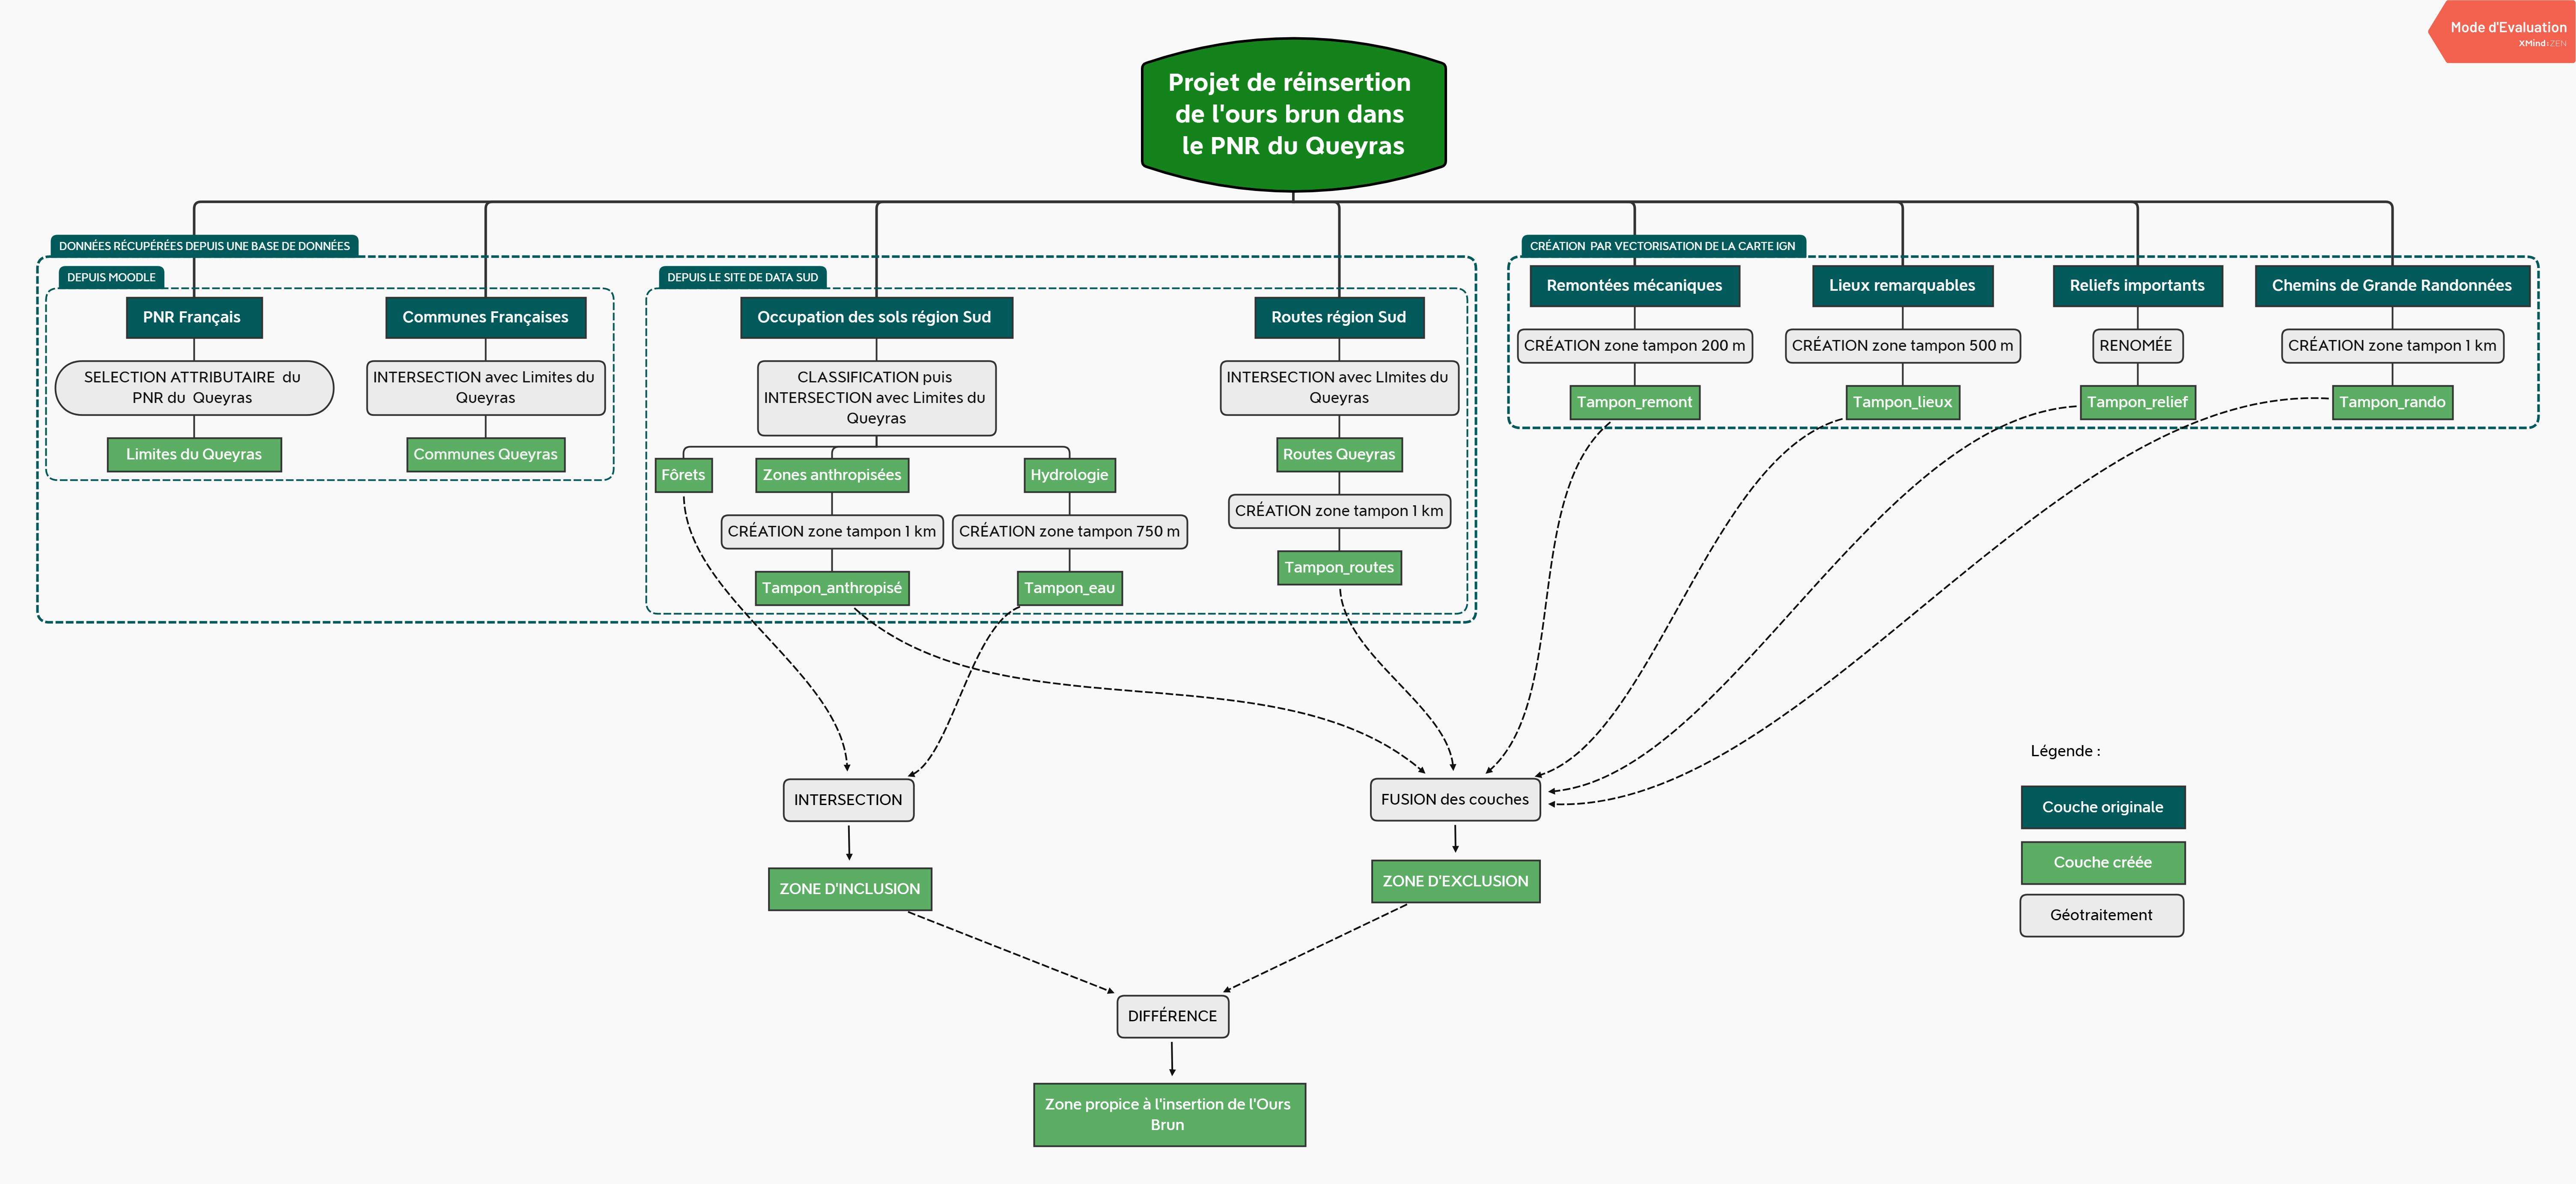 Mode d'Evaluation
XMind:ZEN
Projet de réinsertion
de l'ours brun dans
le PNR du Queyras
DONNÉES RÉCUPÉRÉES DEPUIS UNE BASE DE DONNÉES
CRÉATION PAR VECTORISATION DE LA CARTE IGN
DEPUIS MOODLE
DEPUIS LE SITE DE DATA SUD
PNR Français
Communes Françaises
Occupation des sols région Sud
Routes région Sud
Remontées mécaniques
Lieux remarquables
Reliefs importants
Chemins de Grande Randonnées
SELECTION ATTRIBUTAIRE du
PNR du Queyras
INTERSECTION avec Limites du
Queyras
CLASSIFICATION puis
INTERSECTION avec Limites du
Queyras
INTERSECTION avec LImites du
Queyras
CRÉATION zone tampon 200 m
CRÉATION zone tampon 500 m
RENOMÉE
CRÉATION zone tampon 1 km
Tampon_remont
Tampon_lieux
Tampon_relief
Tampon_rando
Limites du Queyras
Communes Queyras
Fôrets
Zones anthropisées
Hydrologie
Routes Queyras
CRÉATION zone tampon 1 km
CRÉATION zone tampon 750 m
CRÉATION zone tampon 1 km
Tampon_anthropisé
Tampon_eau
Tampon_routes
INTERSECTION
FUSION des couches
ZONE D'INCLUSION
ZONE D'EXCLUSION
DIFFÉRENCE
Zone propice à l'insertion de l'Ours
Brun
Légende :
Couche originale
Couche créée
Géotraitement